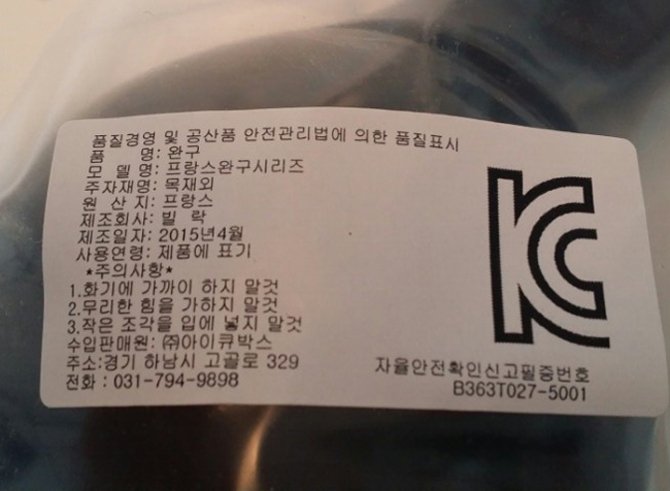 품질경영 및 공산품 안전관리법에 의한 품질표시
품 명: 완구
모 델명: 프랑스완구시리즈
주자재명: 목재외
원 산지: 프랑스
제조회사: 빌 락
제조일자: 2015년4월
사용연령: 제품에 표기
*주의사항*
1.화기에 가까이 하지 말것
2.무리한 힘을 가하지 말것
3.작은 조각을 입에 넣지 말것
수입판매원: ㈜아이큐박스
주소:경기 하남시 고골로 329
전화 : 031-794-9898
KC
자율안전확인신고필증번호
B363T027-5001